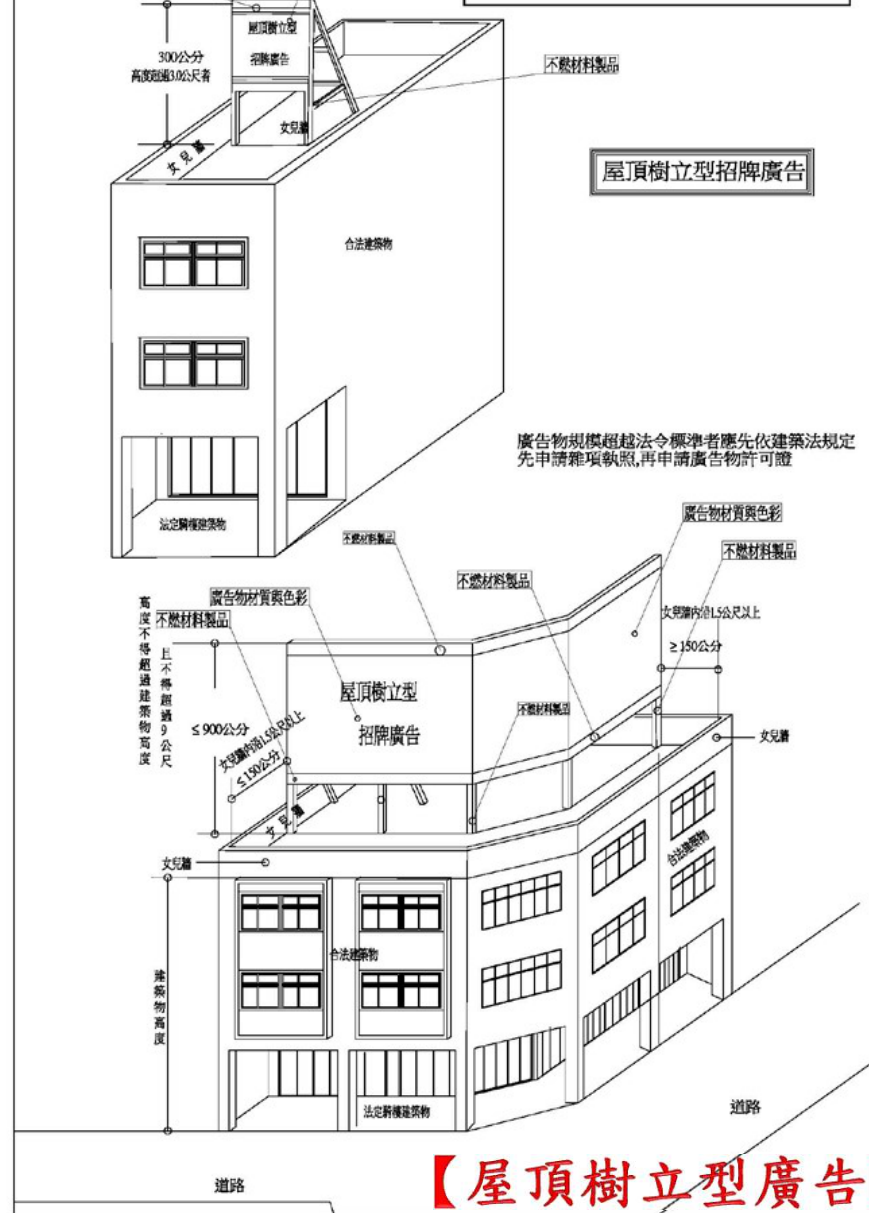 屋頂樹立型
招牌廣告
300公分
高度超過3.0公尺者
不燃材料製品
女兒牆
女兒牆
屋頂樹立型招牌廣告
合法建築物
法定騎樓建築物
廣告物規模超越法令標準者應先依建築法規定
先申請雜項執照,再申請廣告物許可證
廣告物材質與色彩
不燃材料製品
不燃材料製品
不燃材料製品
廣告物材質與色彩
不燃材料製品
女兒牆內沿1.5公尺以上
≥150公分
高度不得超過建築物高度
且不得超過9公尺
≤900公分
女兒牆內沿1.5公尺以上
≤150公分
屋頂樹立型
招牌廣告
不燃材料製品
女兒牆
女兒牆
女兒牆
合法建築物
合法建築物
建築物高度
法定騎樓建築物
道路
道路
【屋頂樹立型廣告